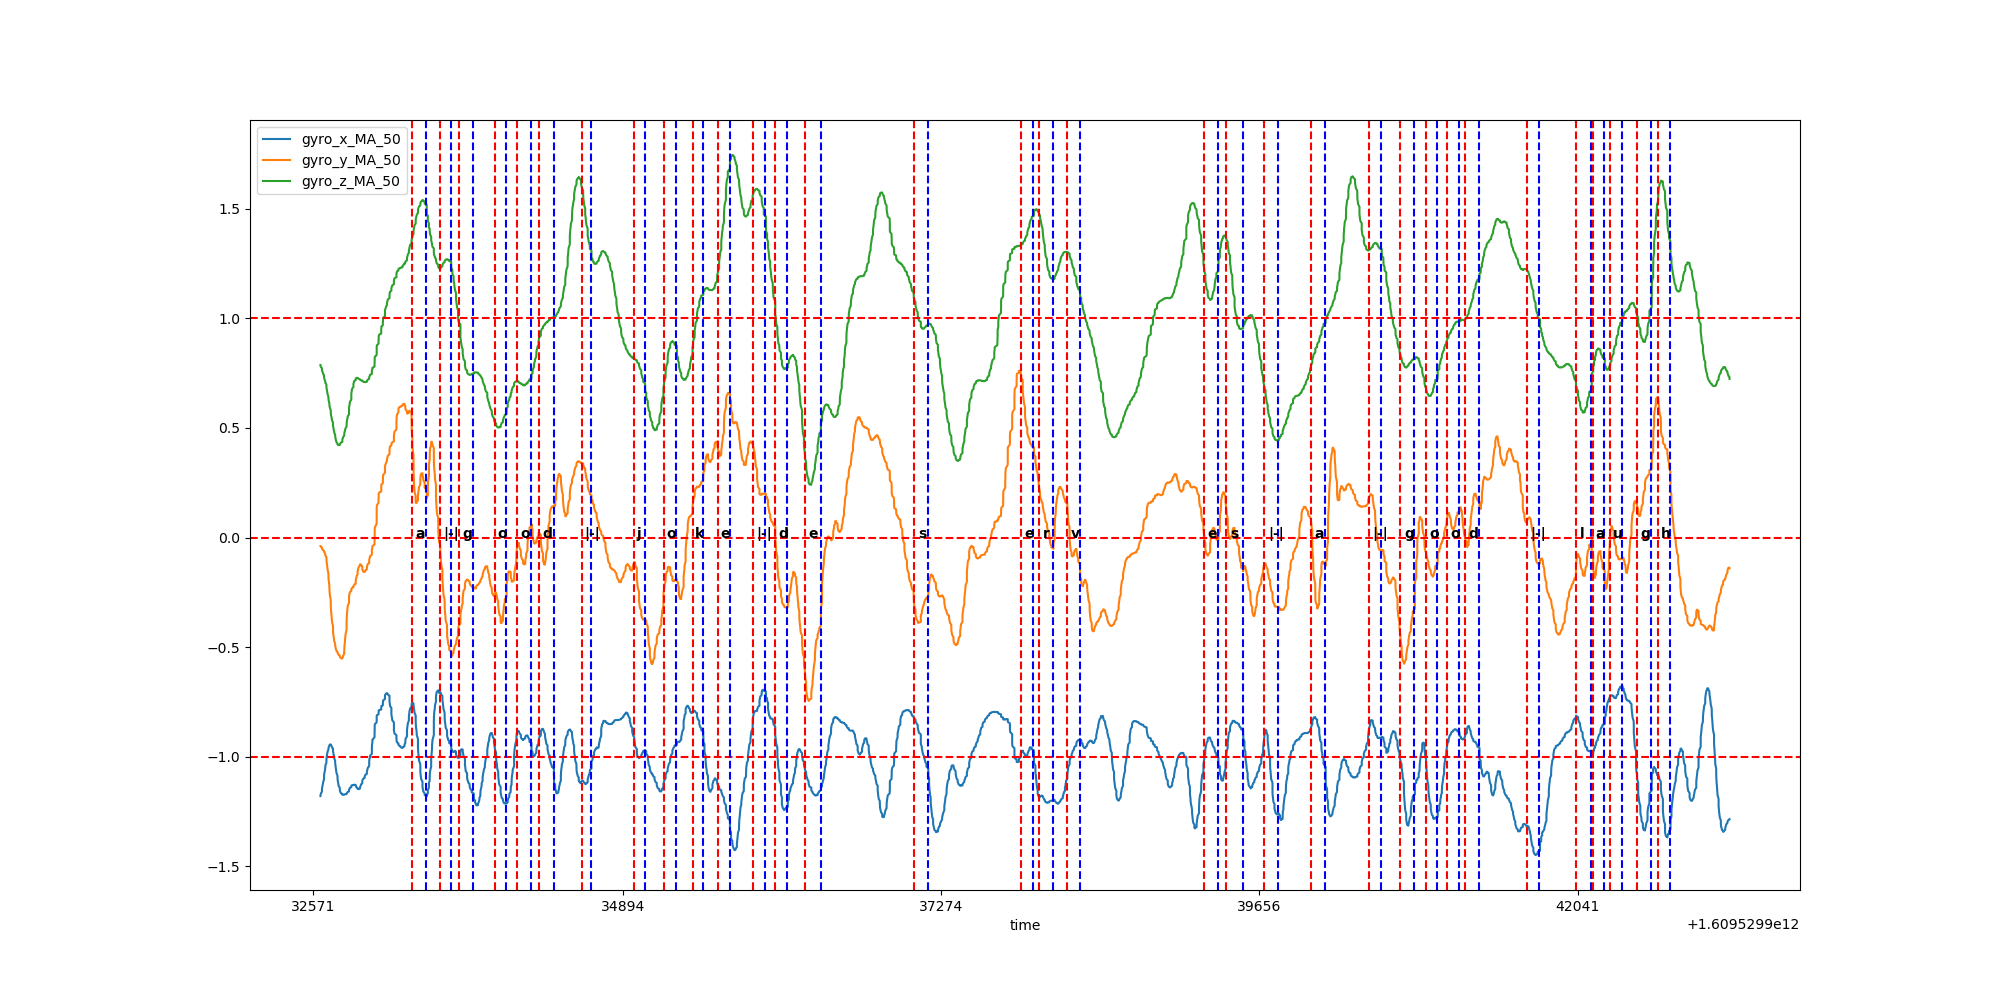 gyro_x_MA_50
gyro_y_MA_50
gyro_z_MA_50
1.5
1.0
0.5
0.0
−0.5
−1.0
−1.5
a |-| g o o d |-| j o k e |-| d e s e r v e s |-| a |-| g o o d |-| l a u g h
32571 34894 37274 39656 42041
time
+1.6095299e12